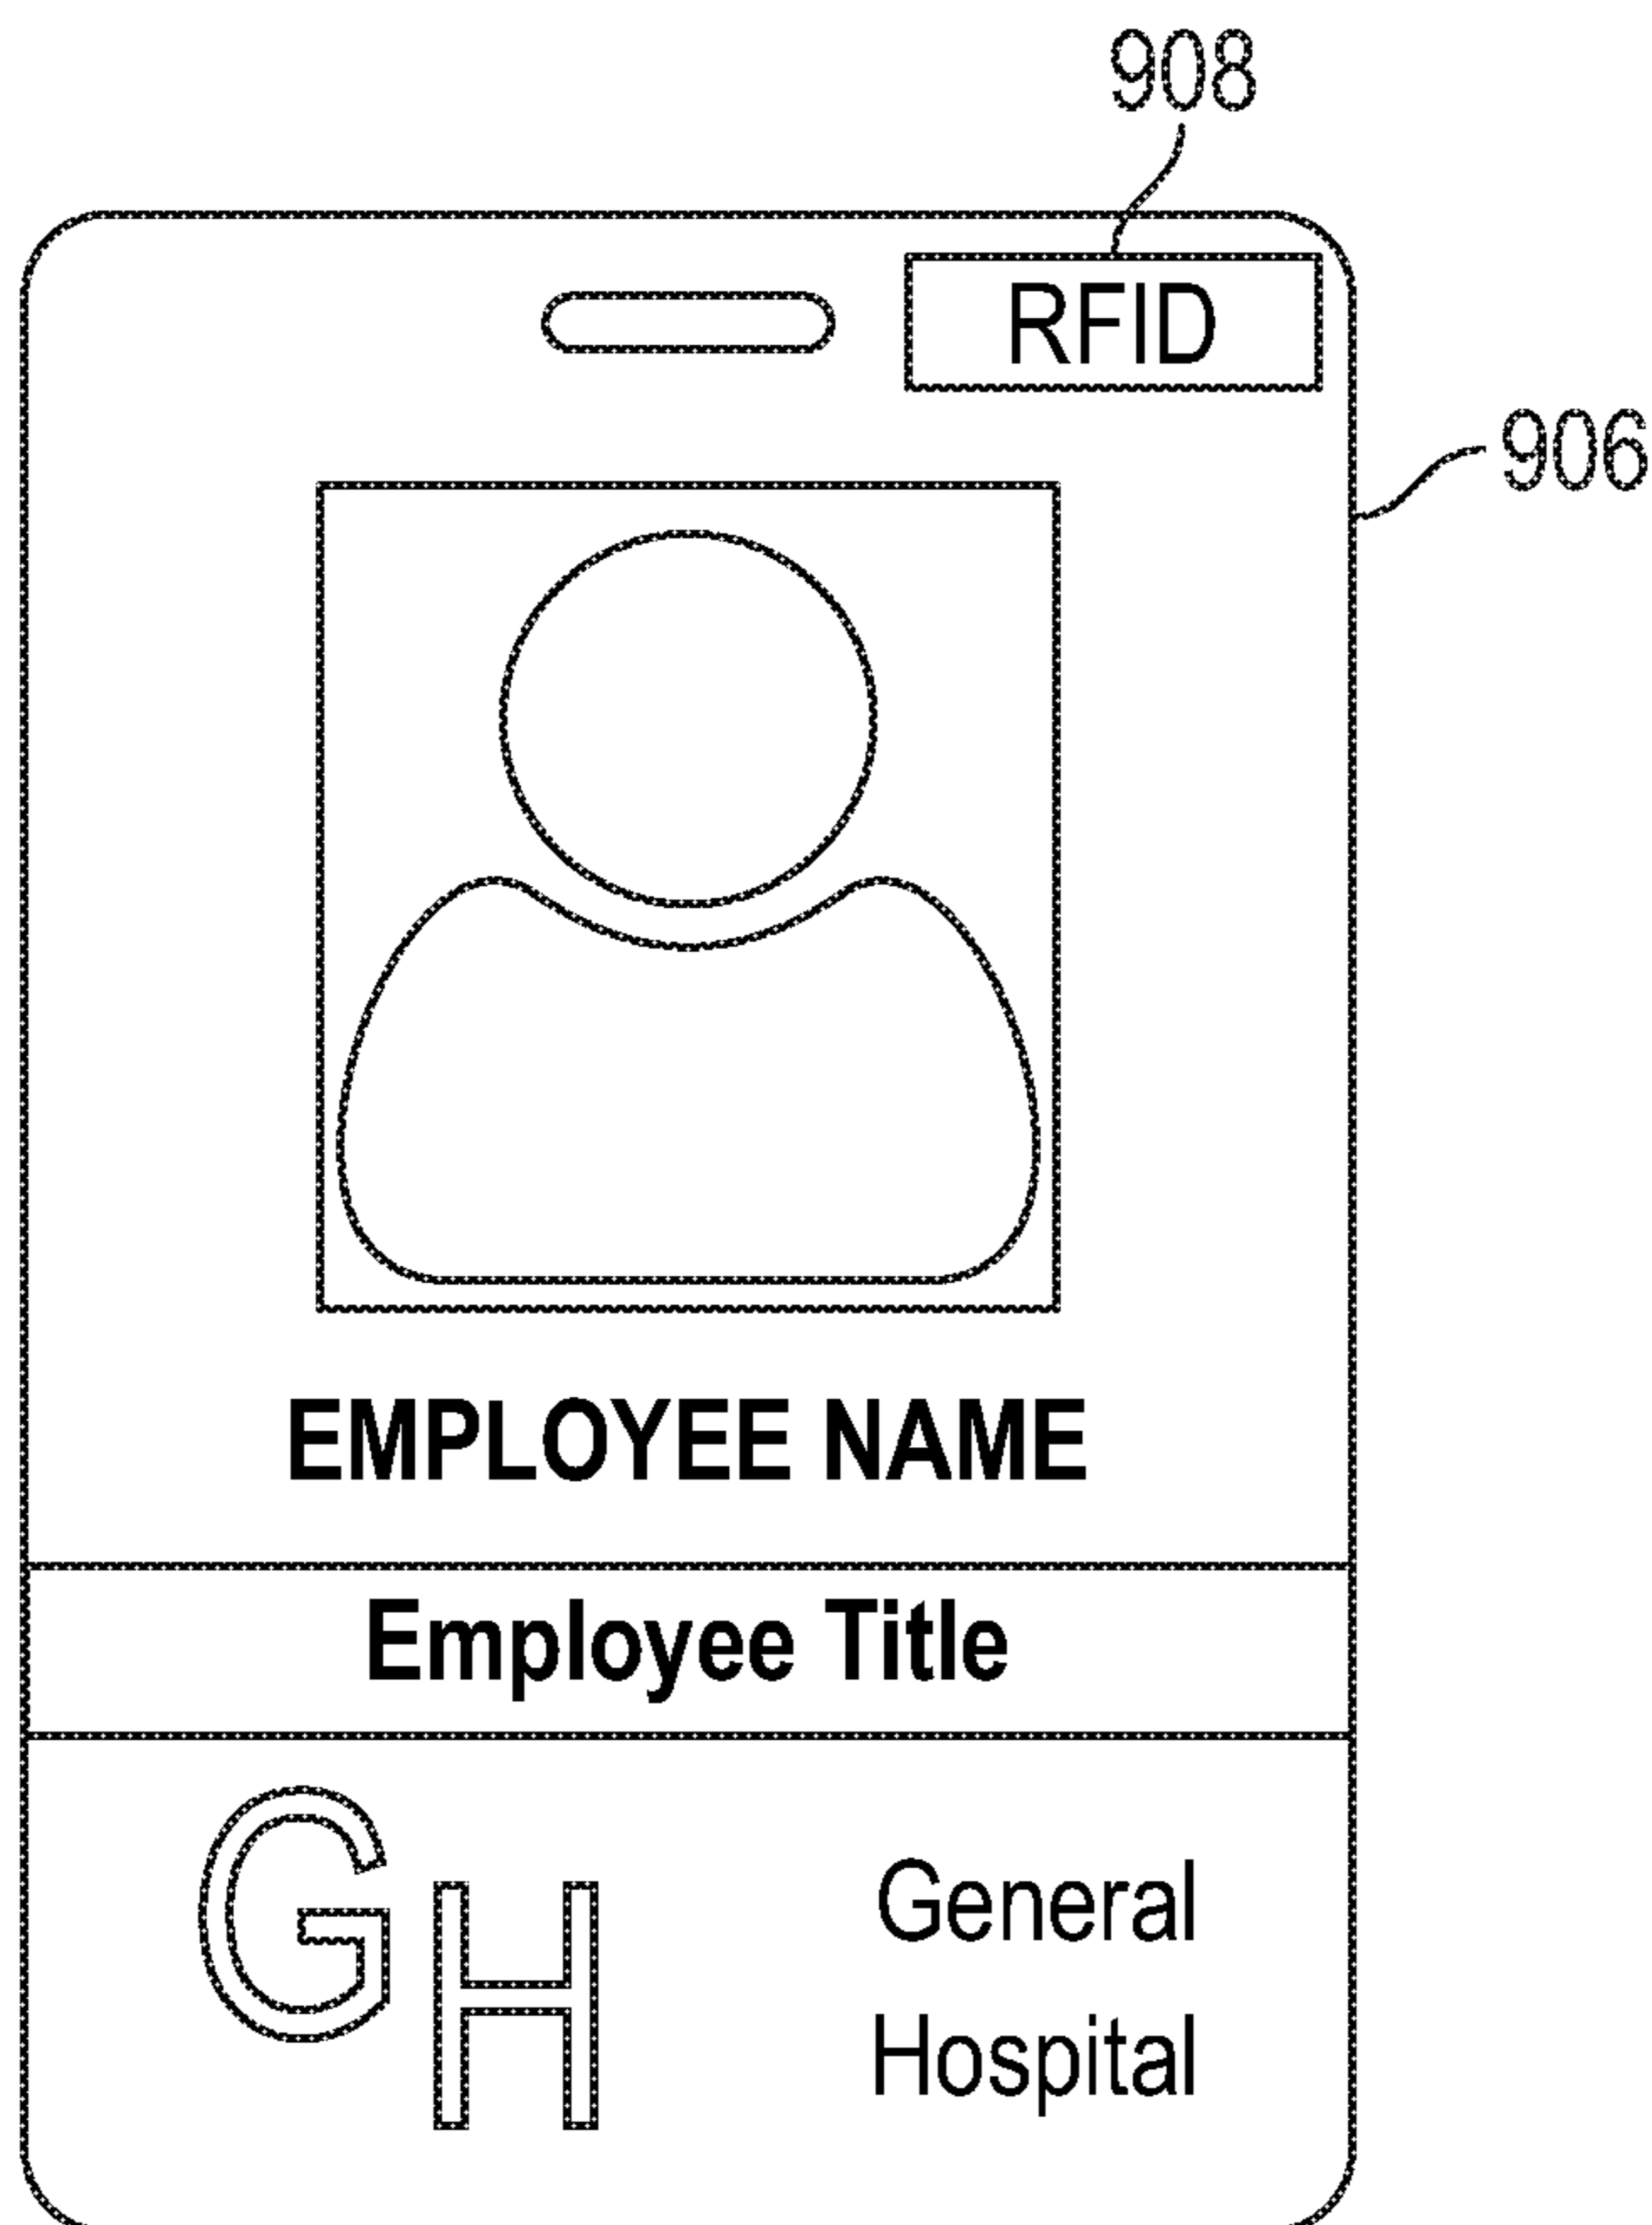 908
RFID
906
EMPLOYEE NAME
Employee Title
GH
General
Hospital